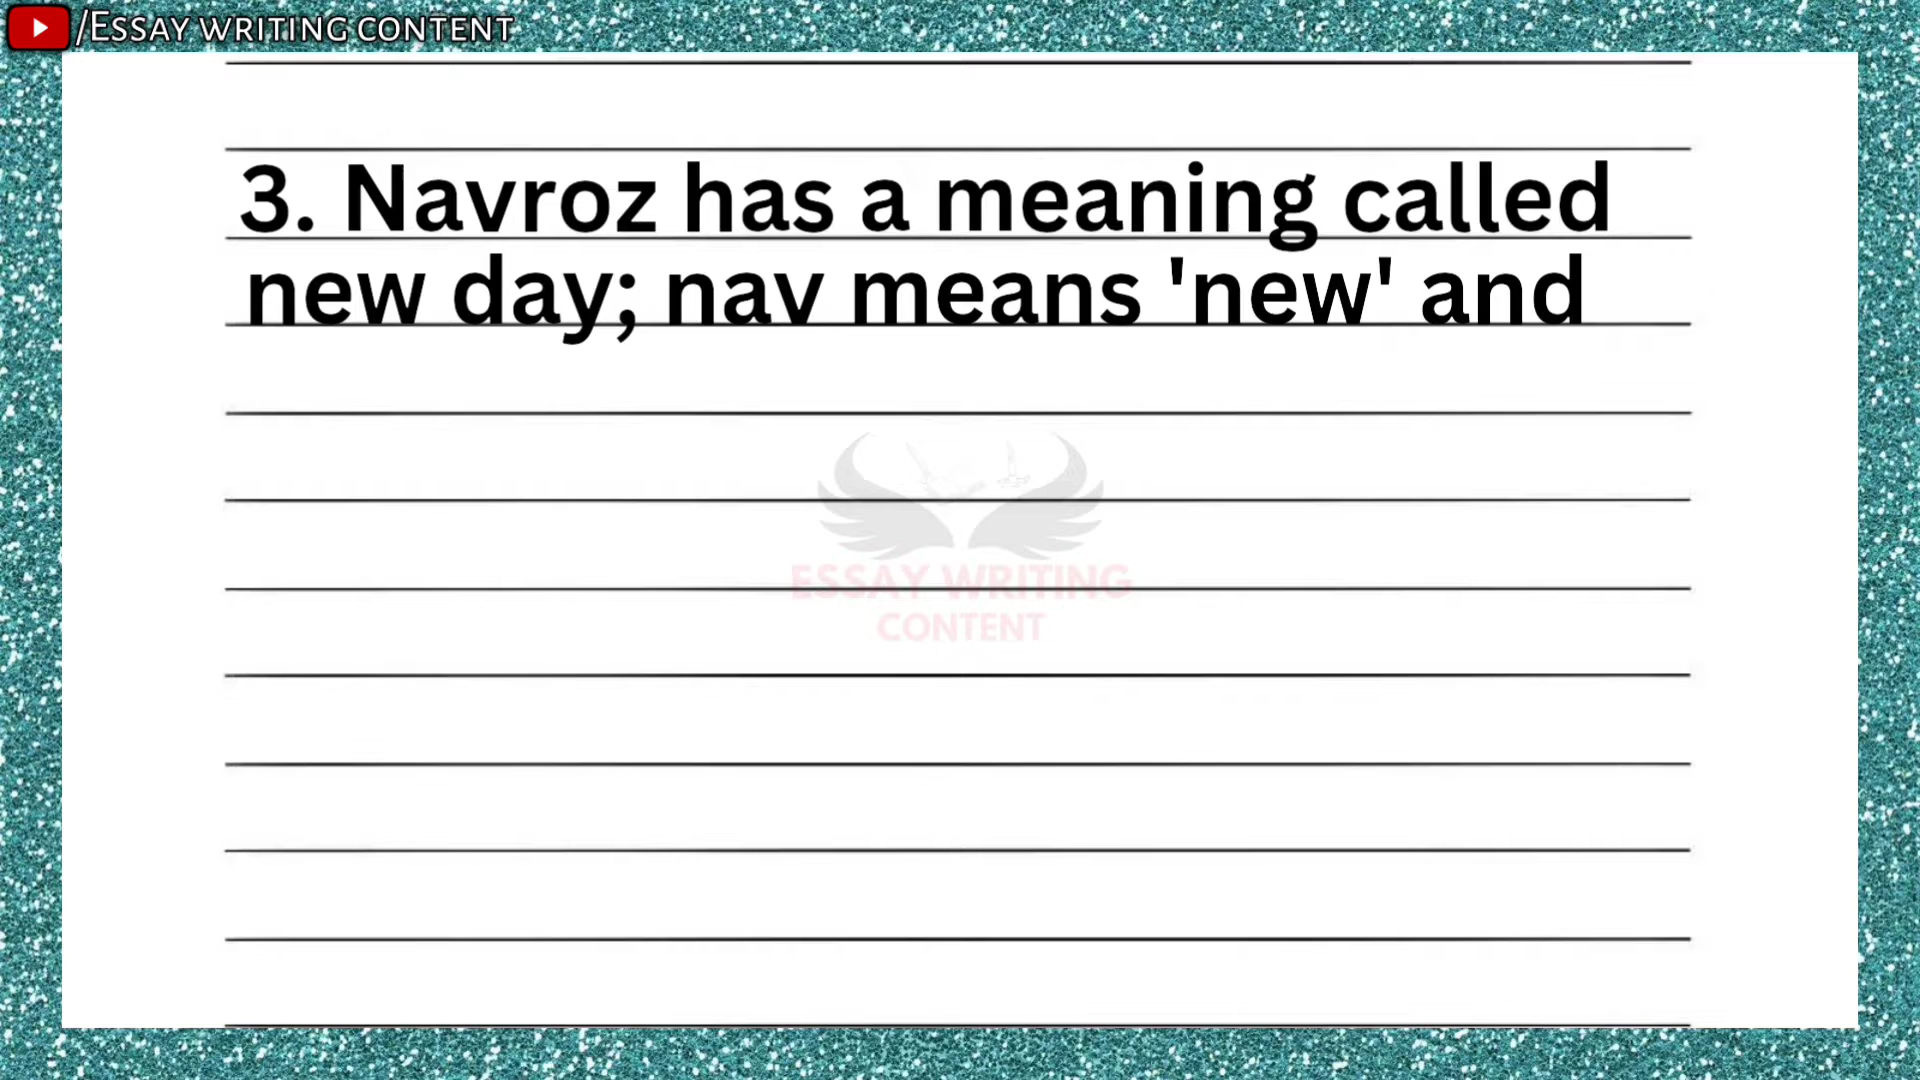 /ESSAY WRITING CONTENT
3. Navroz has a meaning called
new day; nav means 'new' and
ESSAY WRITING
CONTENT